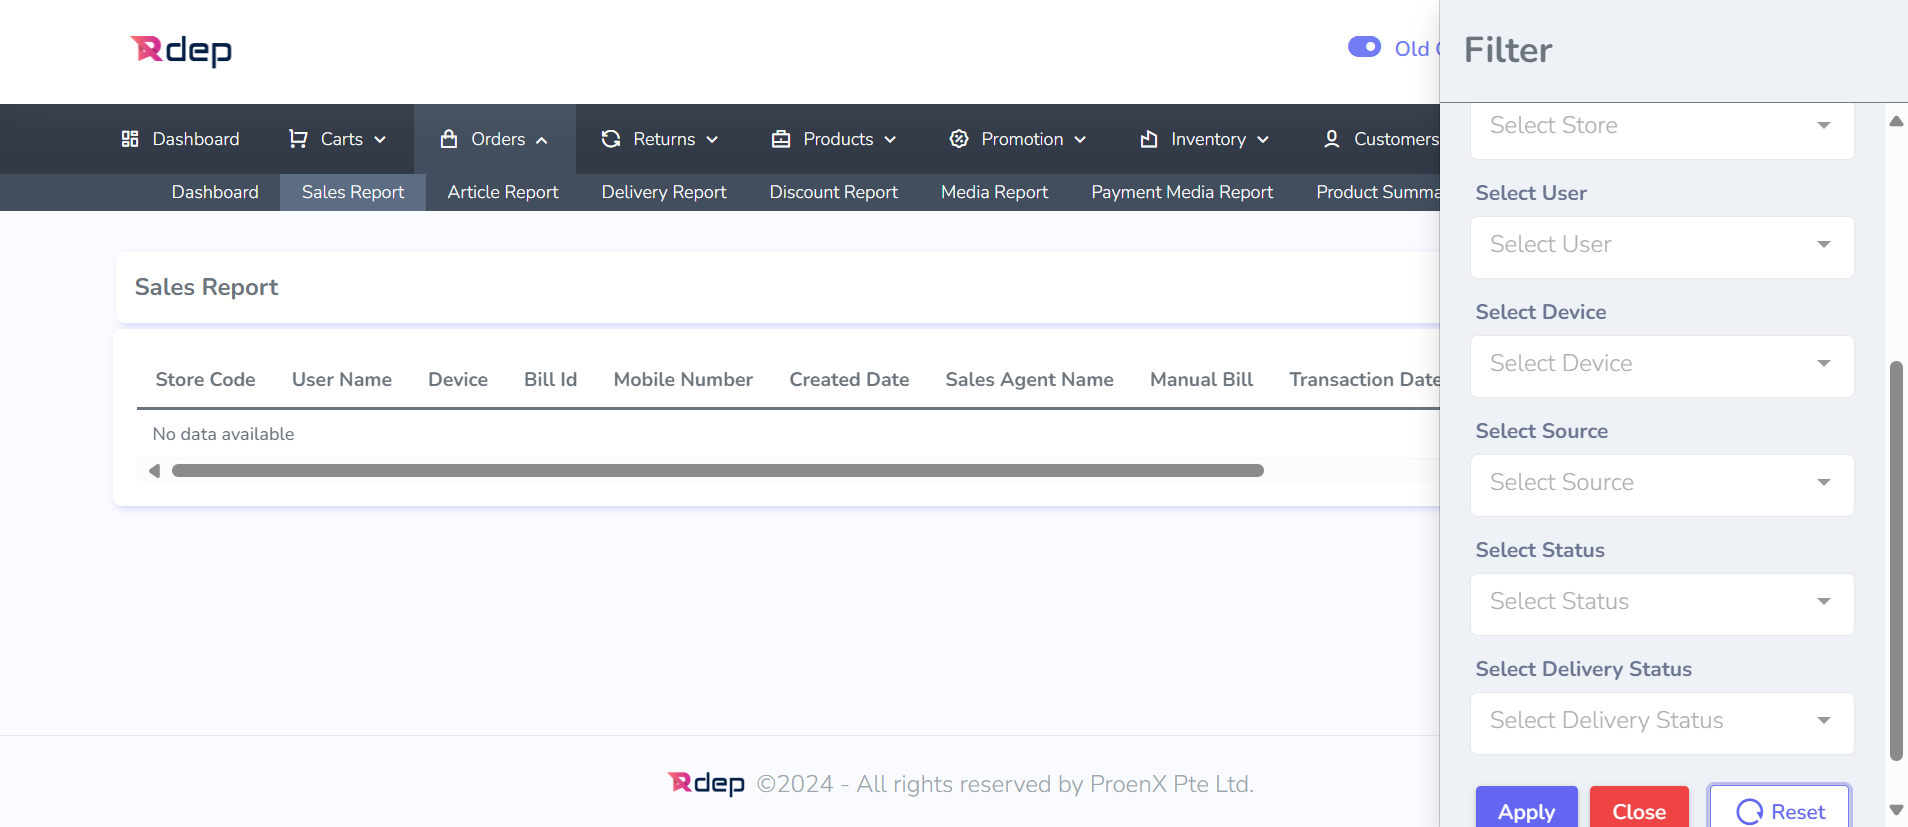 Rdep
Old
Filter
Dashboard Carts Orders Returns Products Promotion Inventory Customers
Dashboard Sales Report Article Report Delivery Report Discount Report Media Report Payment Media Report Product Summa
Sales Report
Store Code User Name Device Bill Id Mobile Number Created Date Sales Agent Name Manual Bill Transaction Date
No data available
Select Store
Select User
Select User
Select Device
Select Device
Select Source
Select Source
Select Status
Select Status
Select Delivery Status
Select Delivery Status
Apply Close Reset
Rdep ©2024 - All rights reserved by ProenX Pte Ltd.